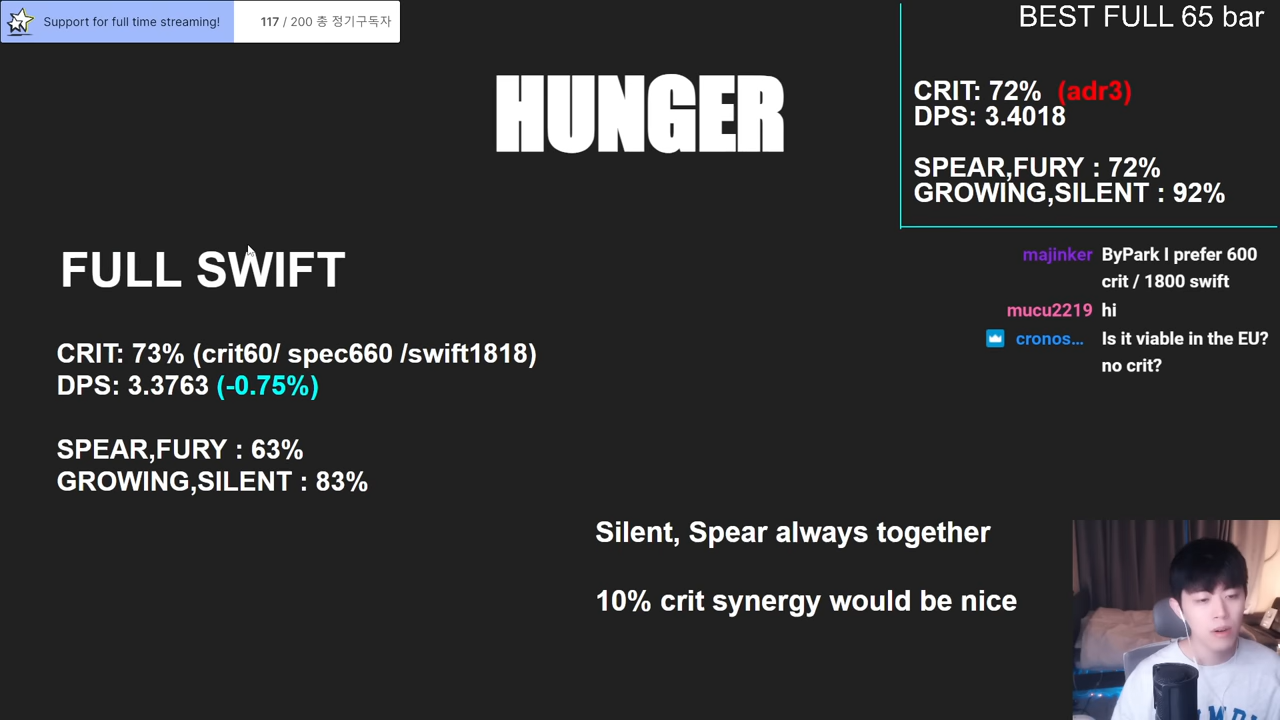 Support for full time streaming!
117 / 200 총 정기구독자
BEST FULL 65 bar
HUNGER
CRIT: 72% (adr3)
DPS: 3.4018
SPEAR,FURY : 72%
GROWING,SILENT : 92%
FULL SWIFT
CRIT: 73% (crit60/ spec660 /swift1818)
DPS: 3.3763 (-0.75%)
SPEAR,FURY : 63%
GROWING,SILENT : 83%
majinker ByPark I prefer 600
crit / 1800 swift
mucu2219 hi
cronos… Is it viable in the EU?
no crit?
Silent, Spear always together
10% crit synergy would be nice